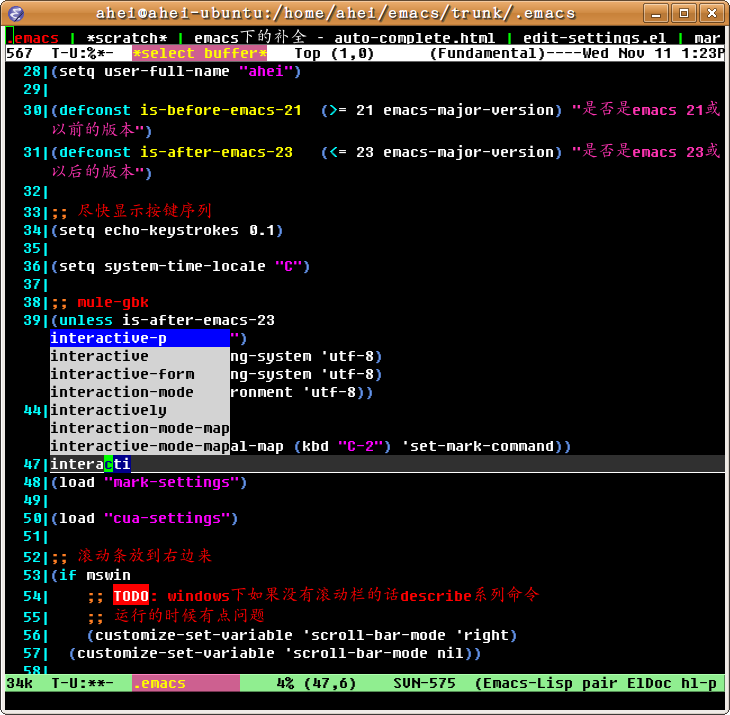 ahei@ahei-ubuntu:/home/ahei/emacs/trunk/.emacs
.emacs | *scratch* | emacs下的补全 - auto-complete.html | edit-settings.el | mar
567  T-U:%*-  *select buffer*   Top (1,0)      (Fundamental)----Wed Nov 11 1:23P
28|(setq user-full-name "ahei")
29|
30|(defconst is-before-emacs-21  (>= 21 emacs-major-version) "是否是emacs 21或
以前的版本")
31|(defconst is-after-emacs-23   (<= 23 emacs-major-version) "是否是emacs 23或
以后的版本")
32|
33|;; 尽快显示按键序列
34|(setq echo-keystrokes 0.1)
35|
36|(setq system-time-locale "C")
37|
38|;; mule-gbk
39|(unless is-after-emacs-23
interactive-p       ")
interactive         ng-system 'utf-8)
interactive-form    ng-system 'utf-8)
interaction-mode    ronment 'utf-8))
44|interactively
interaction-mode-map
interactive-mode-mapal-map (kbd "C-2") 'set-mark-command))
47|interacti
48|(load "mark-settings")
49|
50|(load "cua-settings")
51|
52|;; 滚动条放到右边来
53|(if mswin
54|    ;; TODO: windows下如果没有滚动栏的话describe系列命令
55|    ;; 运行的时候有点问题
56|    (customize-set-variable 'scroll-bar-mode 'right)
57|  (customize-set-variable 'scroll-bar-mode nil))
58|
34k  T-U:**-  .emacs          4% (47,6)    SVN-575  (Emacs-Lisp pair ElDoc hl-p